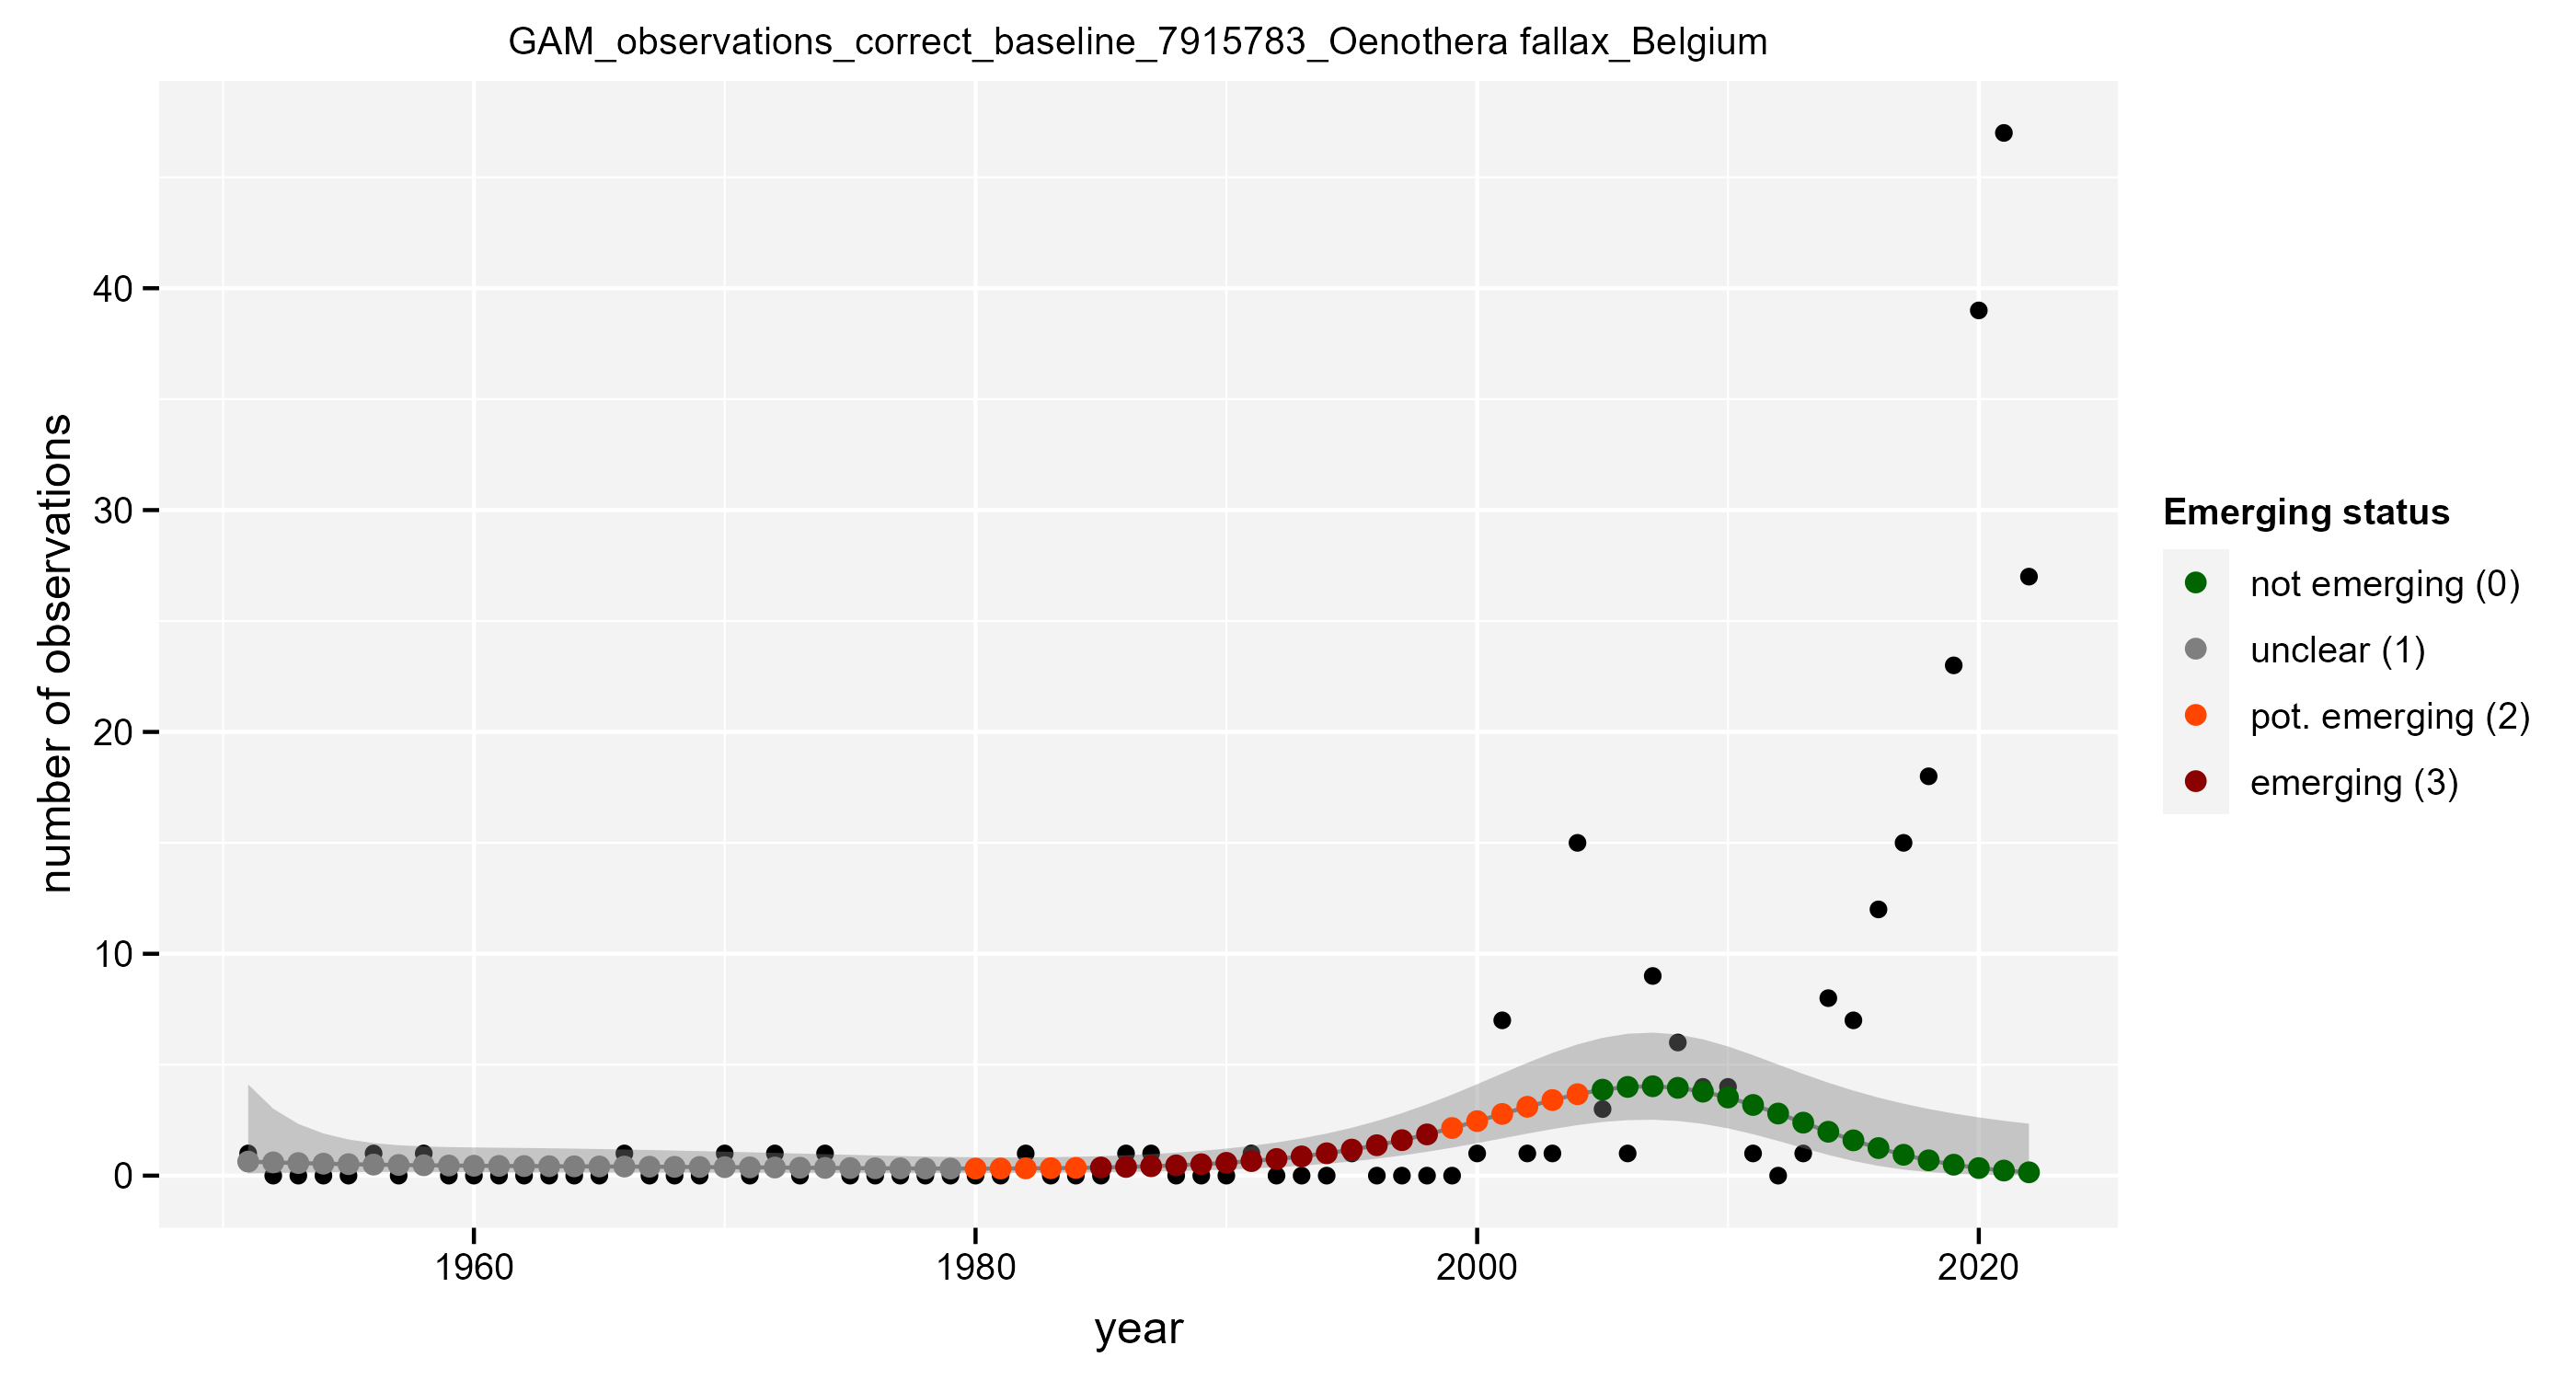 GAM_observations_correct_baseline_7915783_Oenothera fallax_Belgium
number of observations
40
30
20
10
0
1960
1980
2000
2020
year
Emerging status
not emerging (0)
unclear (1)
pot. emerging (2)
emerging (3)